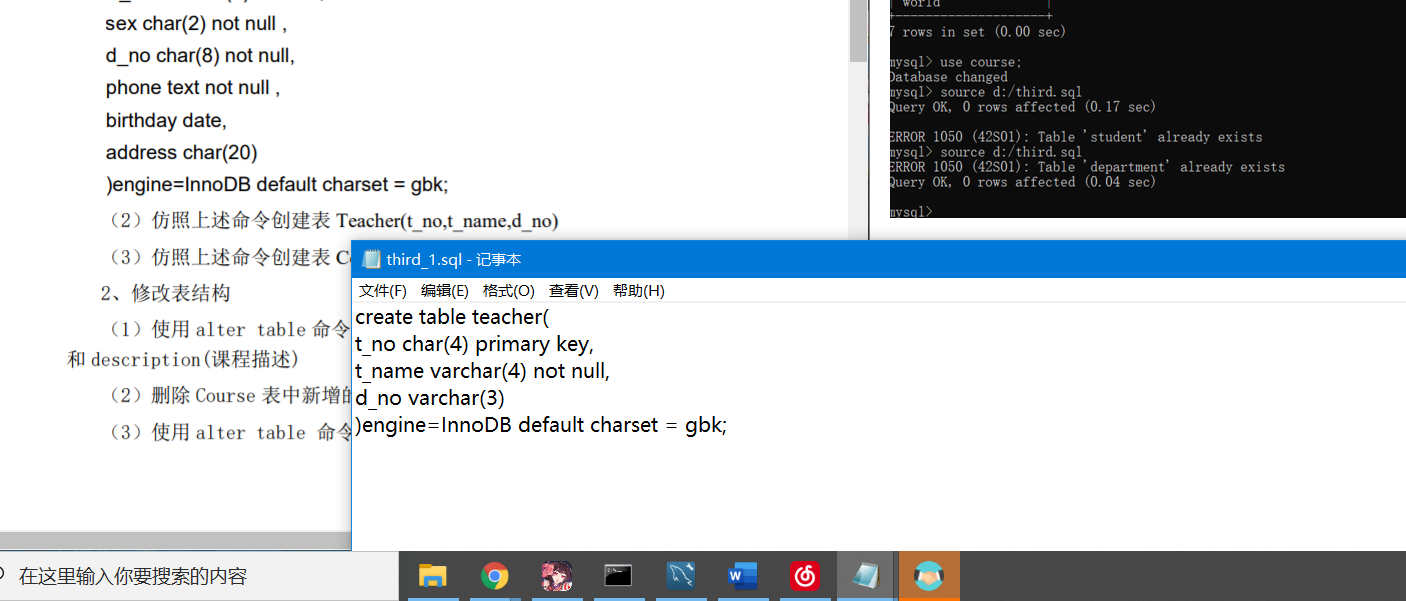 sex char(2) not null ,
d_no char(8) not null,
phone text not null ,
birthday date,
address char(20)
)engine=InnoDB default charset = gbk;
（2）仿照上述命令创建表 Teacher(t_no,t_name,d_no)
（3）仿照上述命令创建表
2、修改表结构
（1）使用 alter table 命令
和 description(课程描述)
（2）删除 Course 表中新增的
（3）使用 alter table 命令
world
+--------------------+
7 rows in set (0.00 sec)
mysql> use course;
Database changed
mysql> source d:/third.sql
Query OK, 0 rows affected (0.17 sec)
ERROR 1050 (42S01): Table 'student' already exists
mysql> source d:/third.sql
ERROR 1050 (42S01): Table 'department' already exists
Query OK, 0 rows affected (0.04 sec)
mysql>
third_1.sql - 记事本
文件(F) 编辑(E) 格式(O) 查看(V) 帮助(H)
create table teacher(
t_no char(4) primary key,
t_name varchar(4) not null,
d_no varchar(3)
)engine=InnoDB default charset = gbk;
在这里输入你要搜索的内容